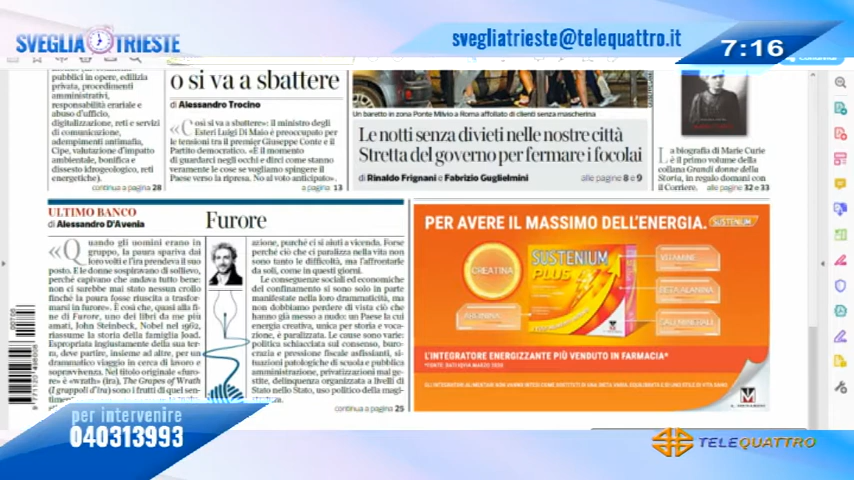 SVEGLIA TRIESTE
svegliatrieste@telequattro.it
7:16
pubblici in opere, edilizia
privata, procedimenti
amministrativi,
responsabilità erariale e
abuso d'ufficio,
digitalizzazione, reti e servizi
di comunicazione,
adempimenti antimafia,
Cipe, valutazione d'impatto
ambientale, bonifica e
dissesto idrogeologico, reti
energetiche).
continua a pagina 28
o si va a sbattere
di Alessandro Trocino
«Così si va a sbattere»: il ministro degli
Esteri Luigi Di Maio è preoccupato per
le tensioni tra il premier Giuseppe Conte e il
Partito democratico. «È il momento
di guardarci negli occhi e dirci come stanno
veramente le cose se vogliamo spingere il
Paese verso la ripresa. No al voto anticipato».
a pagina 13
Un baretto in zona Ponte Milvio a Roma affollato di clienti senza mascherina
Le notti senza divieti nelle nostre città
Stretta del governo per fermare i focolai
di Rinaldo Frignani e Fabrizio Guglielmini
alle pagine 8 e 9
La biografia di Marie Curie
è il primo volume della
collana Grandi donne della
Storia, in regalo domani con
il Corriere.
alle pagine 32 e 33
ULTIMO BANCO
di Alessandro D'Avenia
Furore
«Quando gli uomini erano in
gruppo, la paura spariva dai
loro volti e l'ira prendeva il suo
posto. E le donne sospiravano di sollievo,
perché capivano che andava tutto bene:
non ci sarebbe mai stato nessun crollo
finché la paura fosse riuscita a trasfor-
marsi in furore». È così che, quasi alla fi-
ne di Furore, uno dei libri da me più
amati, John Steinbeck, Nobel nel 1962,
riassume la storia della famiglia Joad.
Espropriata ingiustamente della sua ter-
ra, deve partire, insieme ad altre, per un
drammatico viaggio in cerca di lavoro e
sopravvivenza. Nel titolo originale «furo-
re» è «wrath» (ira), The Grapes of Wrath
(I grappoli d'ira) sono i frutti di quel sen-
azione, purché ci si aiuti a vicenda. Forse
perché ciò che ci paralizza nella vita non
sono tanto le difficoltà, ma l'affrontarle
da soli, come in questi giorni.
Le conseguenze sociali ed economiche
del confinamento si sono solo in parte
manifestate nella loro drammaticità, ma
non dobbiamo perdere di vista ciò che
hanno già messo a nudo: un Paese la cui
energia creativa, unica per storia e voca-
zione, è paralizzata. Le cause sono varie:
politica schiacciata sul consenso, buro-
crazia e pressione fiscale asfissianti, si-
tuazioni patologiche di scuola e pubblica
amministrazione, privatizzazioni mal ge-
stite, delinquenza organizzata a livelli di
Stato nello Stato, uso politico della magi-
continua a pagina 25
PER AVERE IL MASSIMO DELL'ENERGIA.
SUSTENIUM
CREATINA
SUSTENIUM
PLUS
VITAMINE
BETA ALANINA
ARGININA
SALI MINERALI
L'INTEGRATORE ENERGIZZANTE PIÙ VENDUTO IN FARMACIA*
per intervenire
040313993
TELEQUATTRO